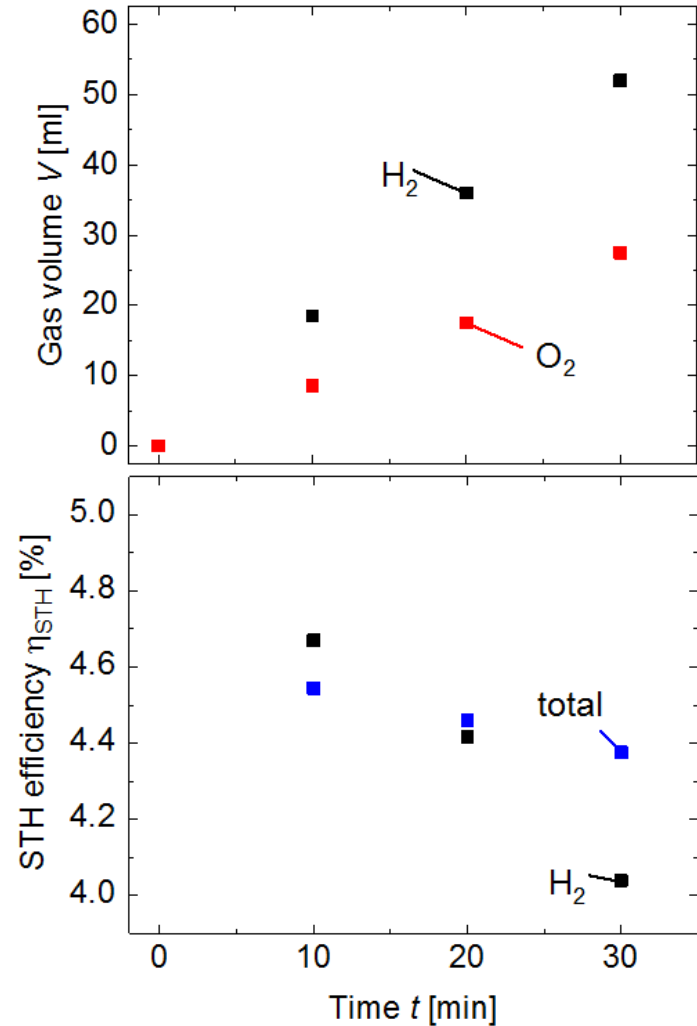 60
50
40
30
20
10
0
Gas volume V [ml]
H₂
O₂
5.0
4.8
4.6
4.4
4.2
4.0
STH efficiency η_STH [%]
total
H₂
0 10 20 30
Time t [min]